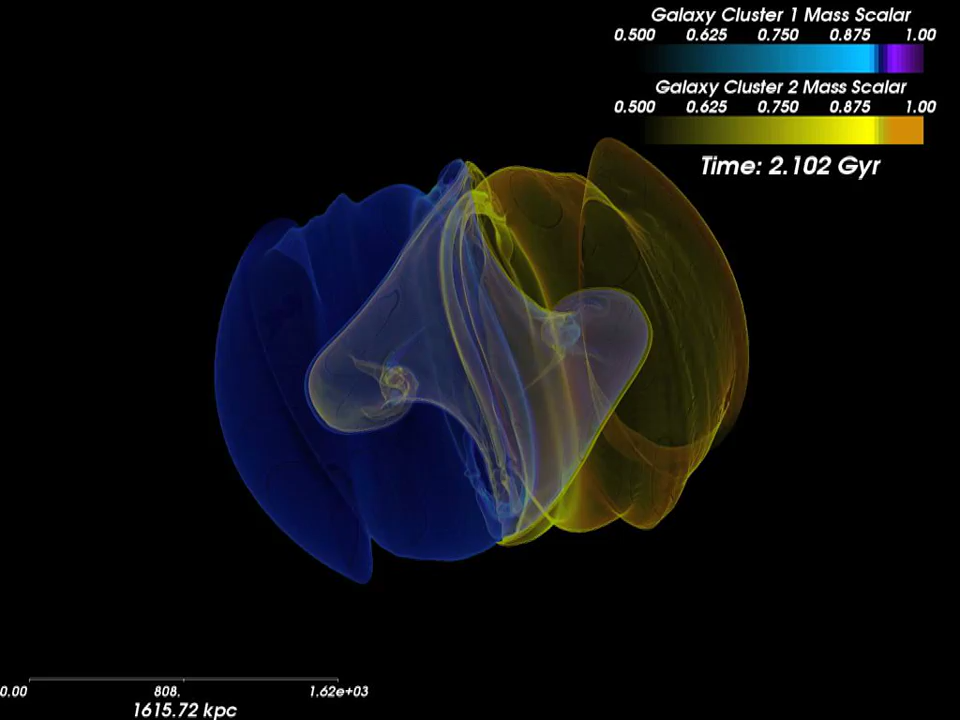 Galaxy Cluster 1 Mass Scalar
0.500 0.625 0.750 0.875 1.00
Galaxy Cluster 2 Mass Scalar
0.500 0.625 0.750 0.875 1.00
Time: 2.102 Gyr
0.00 808. 1.62e+03
1615.72 kpc